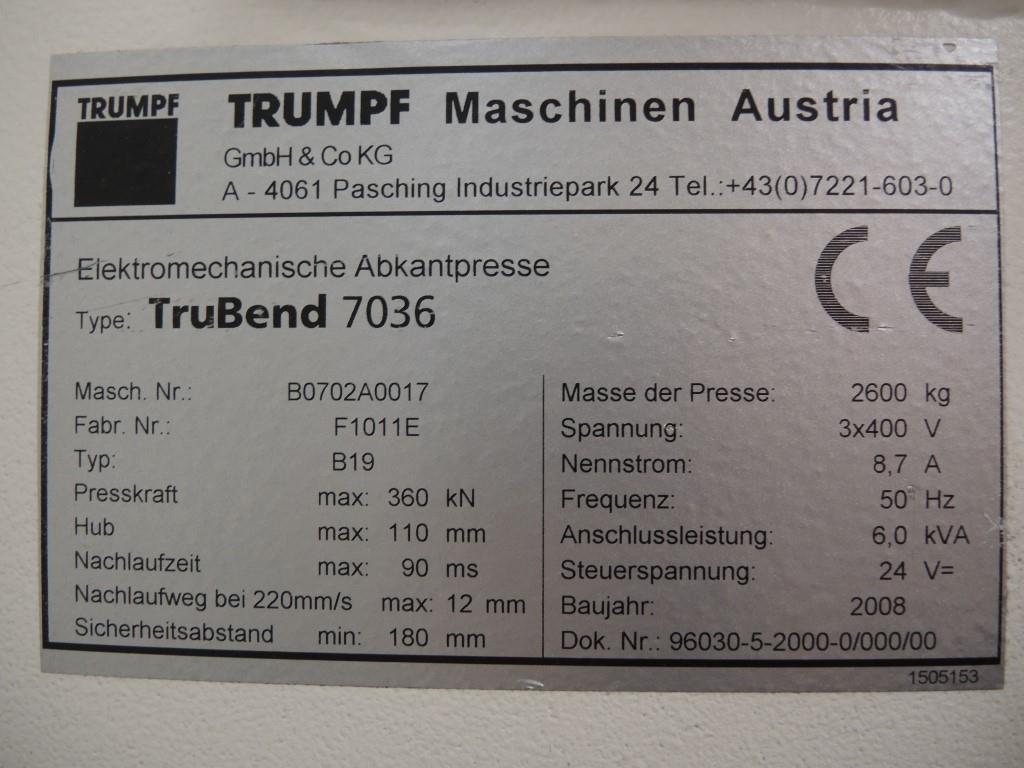 TRUMPF
TRUMPF Maschinen Austria
GmbH & Co KG
A - 4061 Pasching Industriepark 24 Tel.:+43(0)7221-603-0
CE
Elektromechanische Abkantpresse
Type: TruBend 7036
Masch. Nr.: B0702A0017
Fabr. Nr.: F1011E
Typ: B19
Presskraft max: 360 kN
Hub max: 110 mm
Nachlaufzeit max: 90 ms
Nachlaufweg bei 220mm/s max: 12 mm
Sicherheitsabstand min: 180 mm
Masse der Presse: 2600 kg
Spannung: 3x400 V
Nennstrom: 8,7 A
Frequenz: 50 Hz
Anschlussleistung: 6,0 kVA
Steuerspannung: 24 V=
Baujahr: 2008
Dok. Nr.: 96030-5-2000-0/000/00
1505153